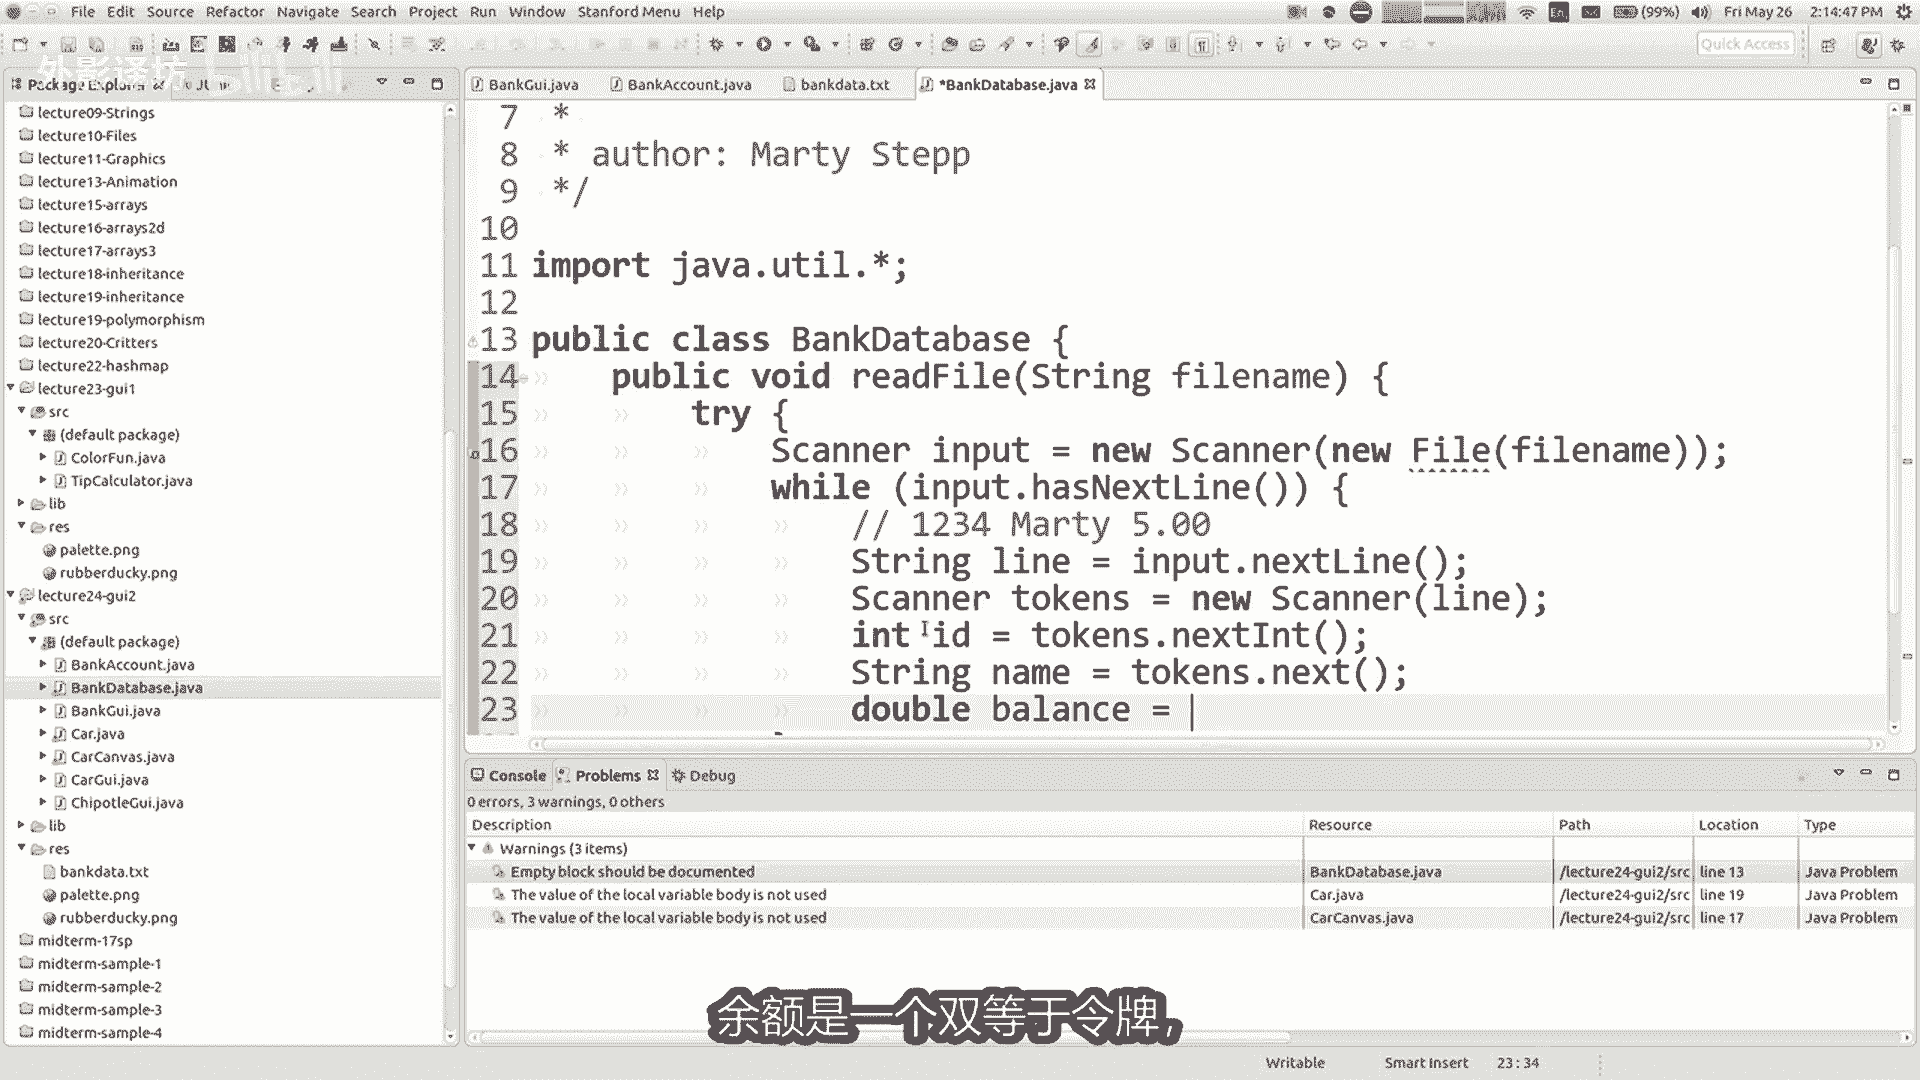 File Edit Source Refactor Navigate Search Project Run Window Stanford Menu Help
(99%) Fri May 26 2:14:47 PM
Quick Access
外影译坊 bilibili
Package Explorer
BankGui.java BankAccount.java bankdata.txt *BankDatabase.java
lecture09-Strings
lecture10-Files
lecture11-Graphics
lecture13-Animation
lecture15-arrays
lecture16-arrays2d
lecture17-arrays3
lecture18-inheritance
lecture19-inheritance
lecture19-polymorphism
lecture20-Critters
lecture22-hashmap
lecture23-gui1
src
(default package)
ColorFun.java
TipCalculator.java
lib
res
palette.png
rubberducky.png
lecture24-gui2
src
(default package)
BankAccount.java
BankDatabase.java
BankGui.java
Car.java
CarCanvas.java
CarGui.java
ChipotleGui.java
lib
res
bankdata.txt
palette.png
rubberducky.png
midterm-17sp
midterm-sample-1
midterm-sample-2
midterm-sample-3
midterm-sample-4
7 *
8 * author: Marty Stepp
9 */
10
11 import java.util.*;
12
13 public class BankDatabase {
14 public void readFile(String filename) {
15 try {
16 Scanner input = new Scanner(new File(filename));
17 while (input.hasNextLine()) {
18 // 1234 Marty 5.00
19 String line = input.nextLine();
20 Scanner tokens = new Scanner(line);
21 int id = tokens.nextInt();
22 String name = tokens.next();
23 double balance =
Console Problems Debug
0 errors, 3 warnings, 0 others
Description Resource Path Location Type
Warnings (3 items)
Empty block should be documented BankDatabase.java /lecture24-gui2/src line 13 Java Problem
The value of the local variable body is not used Car.java /lecture24-gui2/src line 19 Java Problem
The value of the local variable body is not used CarCanvas.java /lecture24-gui2/src line 17 Java Problem
余额是一个双等于令牌,
Writable Smart Insert 23 : 34